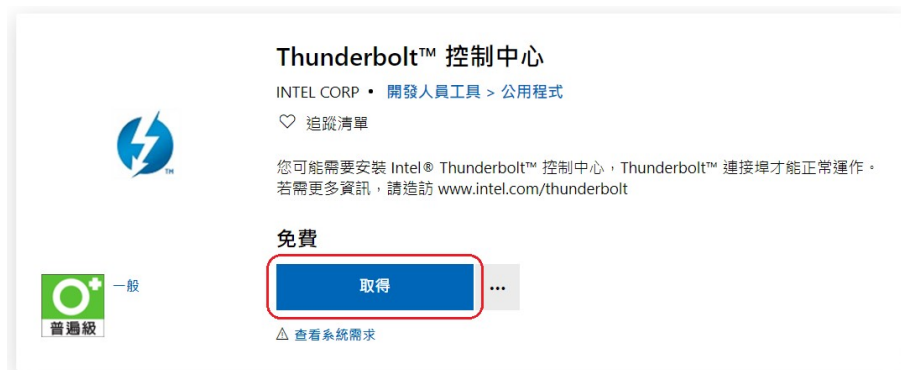 Thunderbolt™ 控制中心
INTEL CORP • 開發人員工具 > 公用程式
♡ 追蹤清單
您可能需要安裝 Intel® Thunderbolt™ 控制中心，Thunderbolt™ 連接埠才能正常運作。
若需更多資訊，請造訪 www.intel.com/thunderbolt
免費
取得 ...
TM
一般
普遍級
⚠ 查看系統需求